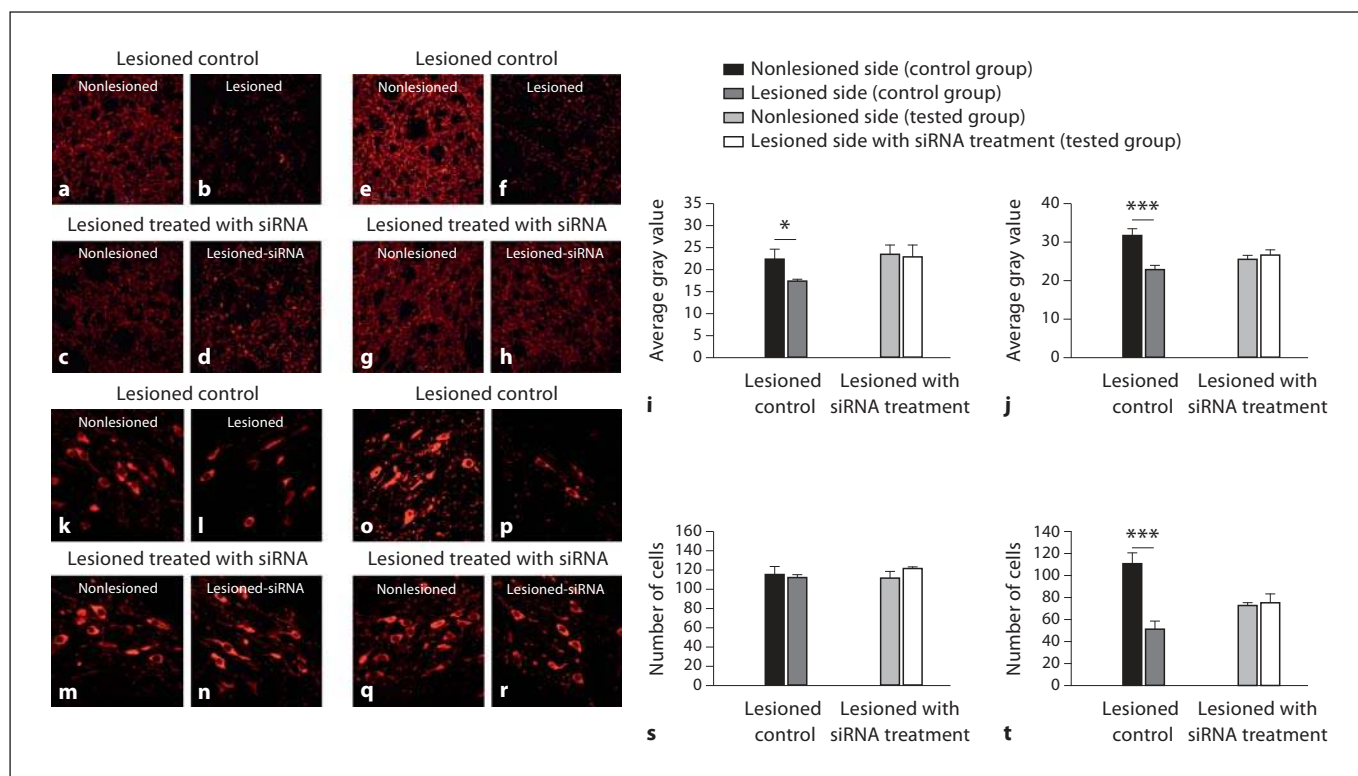 Lesioned control
Nonlesioned
Lesioned
a
b
Lesioned control
Nonlesioned
Lesioned
e
f
Lesioned treated with siRNA
Nonlesioned
Lesioned-siRNA
c
d
Lesioned treated with siRNA
Nonlesioned
Lesioned-siRNA
g
h
Lesioned control
Nonlesioned
Lesioned
k
l
Lesioned control
o
p
Lesioned treated with siRNA
Nonlesioned
Lesioned-siRNA
m
n
Lesioned treated with siRNA
Nonlesioned
Lesioned-siRNA
q
r
Nonlesioned side (control group)
Lesioned side (control group)
Nonlesioned side (tested group)
Lesioned side with siRNA treatment (tested group)
Average gray value
35
30
25
20
15
10
5
0
*
Lesioned
control
Lesioned with
siRNA treatment
i
Average gray value
40
30
20
10
0
***
Lesioned
control
Lesioned with
siRNA treatment
j
Number of cells
160
140
120
100
80
60
40
20
0
Lesioned
control
Lesioned with
siRNA treatment
s
Number of cells
140
120
100
80
60
40
20
0
***
Lesioned
control
Lesioned with
siRNA treatment
t